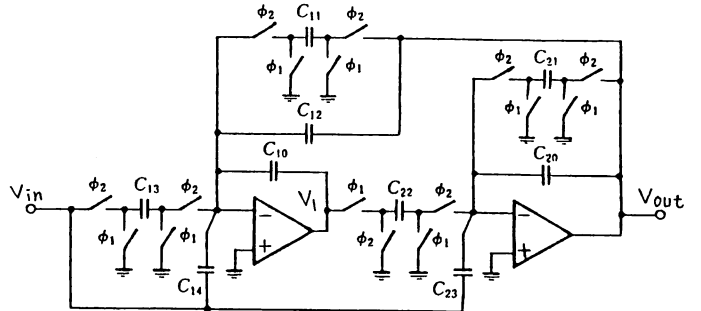 ϕ2 C11 ϕ2
ϕ1 ϕ1
ϕ2 C21 ϕ2
ϕ1 ϕ1
C12
C10
C20
Vin ϕ2 C13 ϕ2
V1 ϕ1 C22 ϕ2
Vout
ϕ1 ϕ1
− +
ϕ2 ϕ1
− +
C14
C23